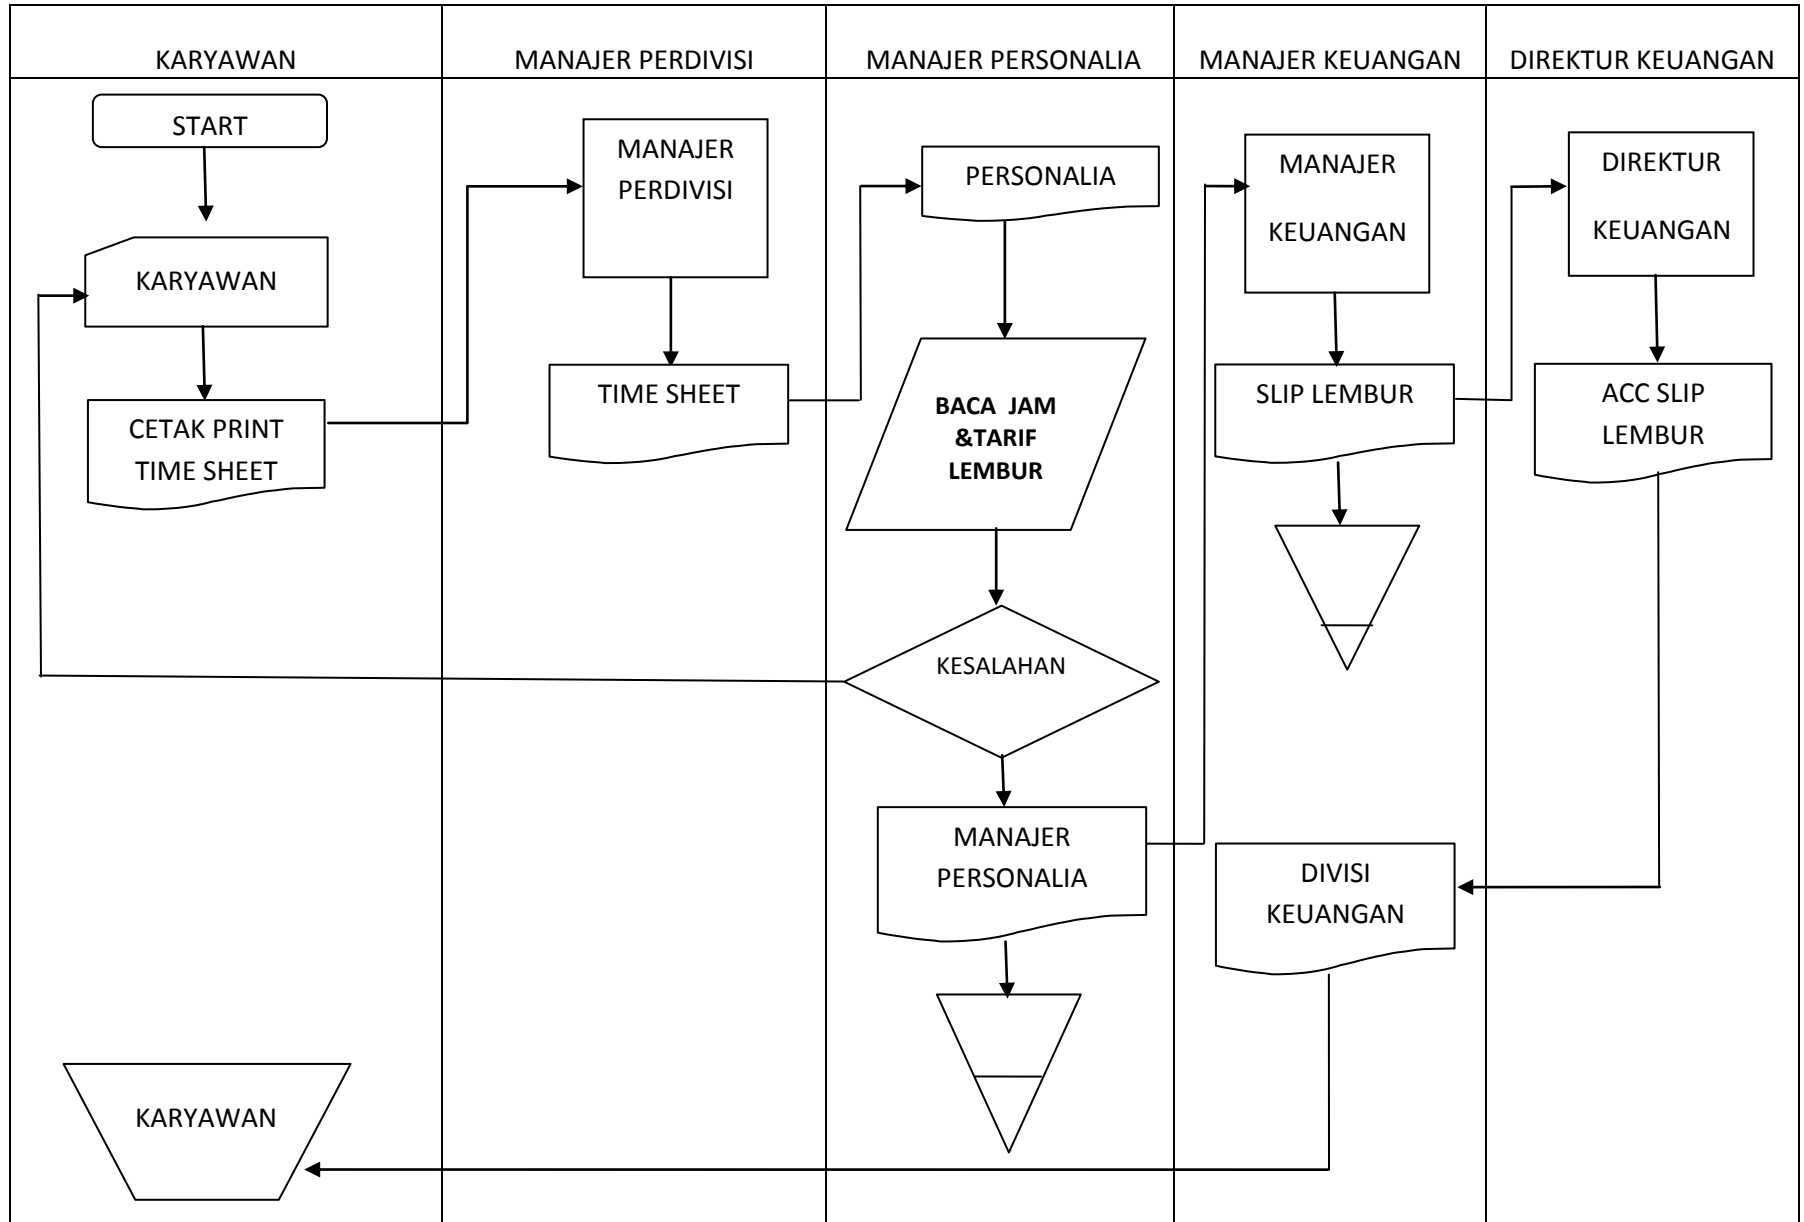 KARYAWAN
MANAJER PERDIVISI
MANAJER PERSONALIA
MANAJER KEUANGAN
DIREKTUR KEUANGAN
START
KARYAWAN
CETAK PRINT
TIME SHEET
MANAJER
PERDIVISI
TIME SHEET
PERSONALIA
BACA JAM
&TARIF
LEMBUR
KESALAHAN
MANAJER
PERSONALIA
MANAJER
KEUANGAN
SLIP LEMBUR
DIREKTUR
KEUANGAN
ACC SLIP
LEMBUR
DIVISI
KEUANGAN
KARYAWAN